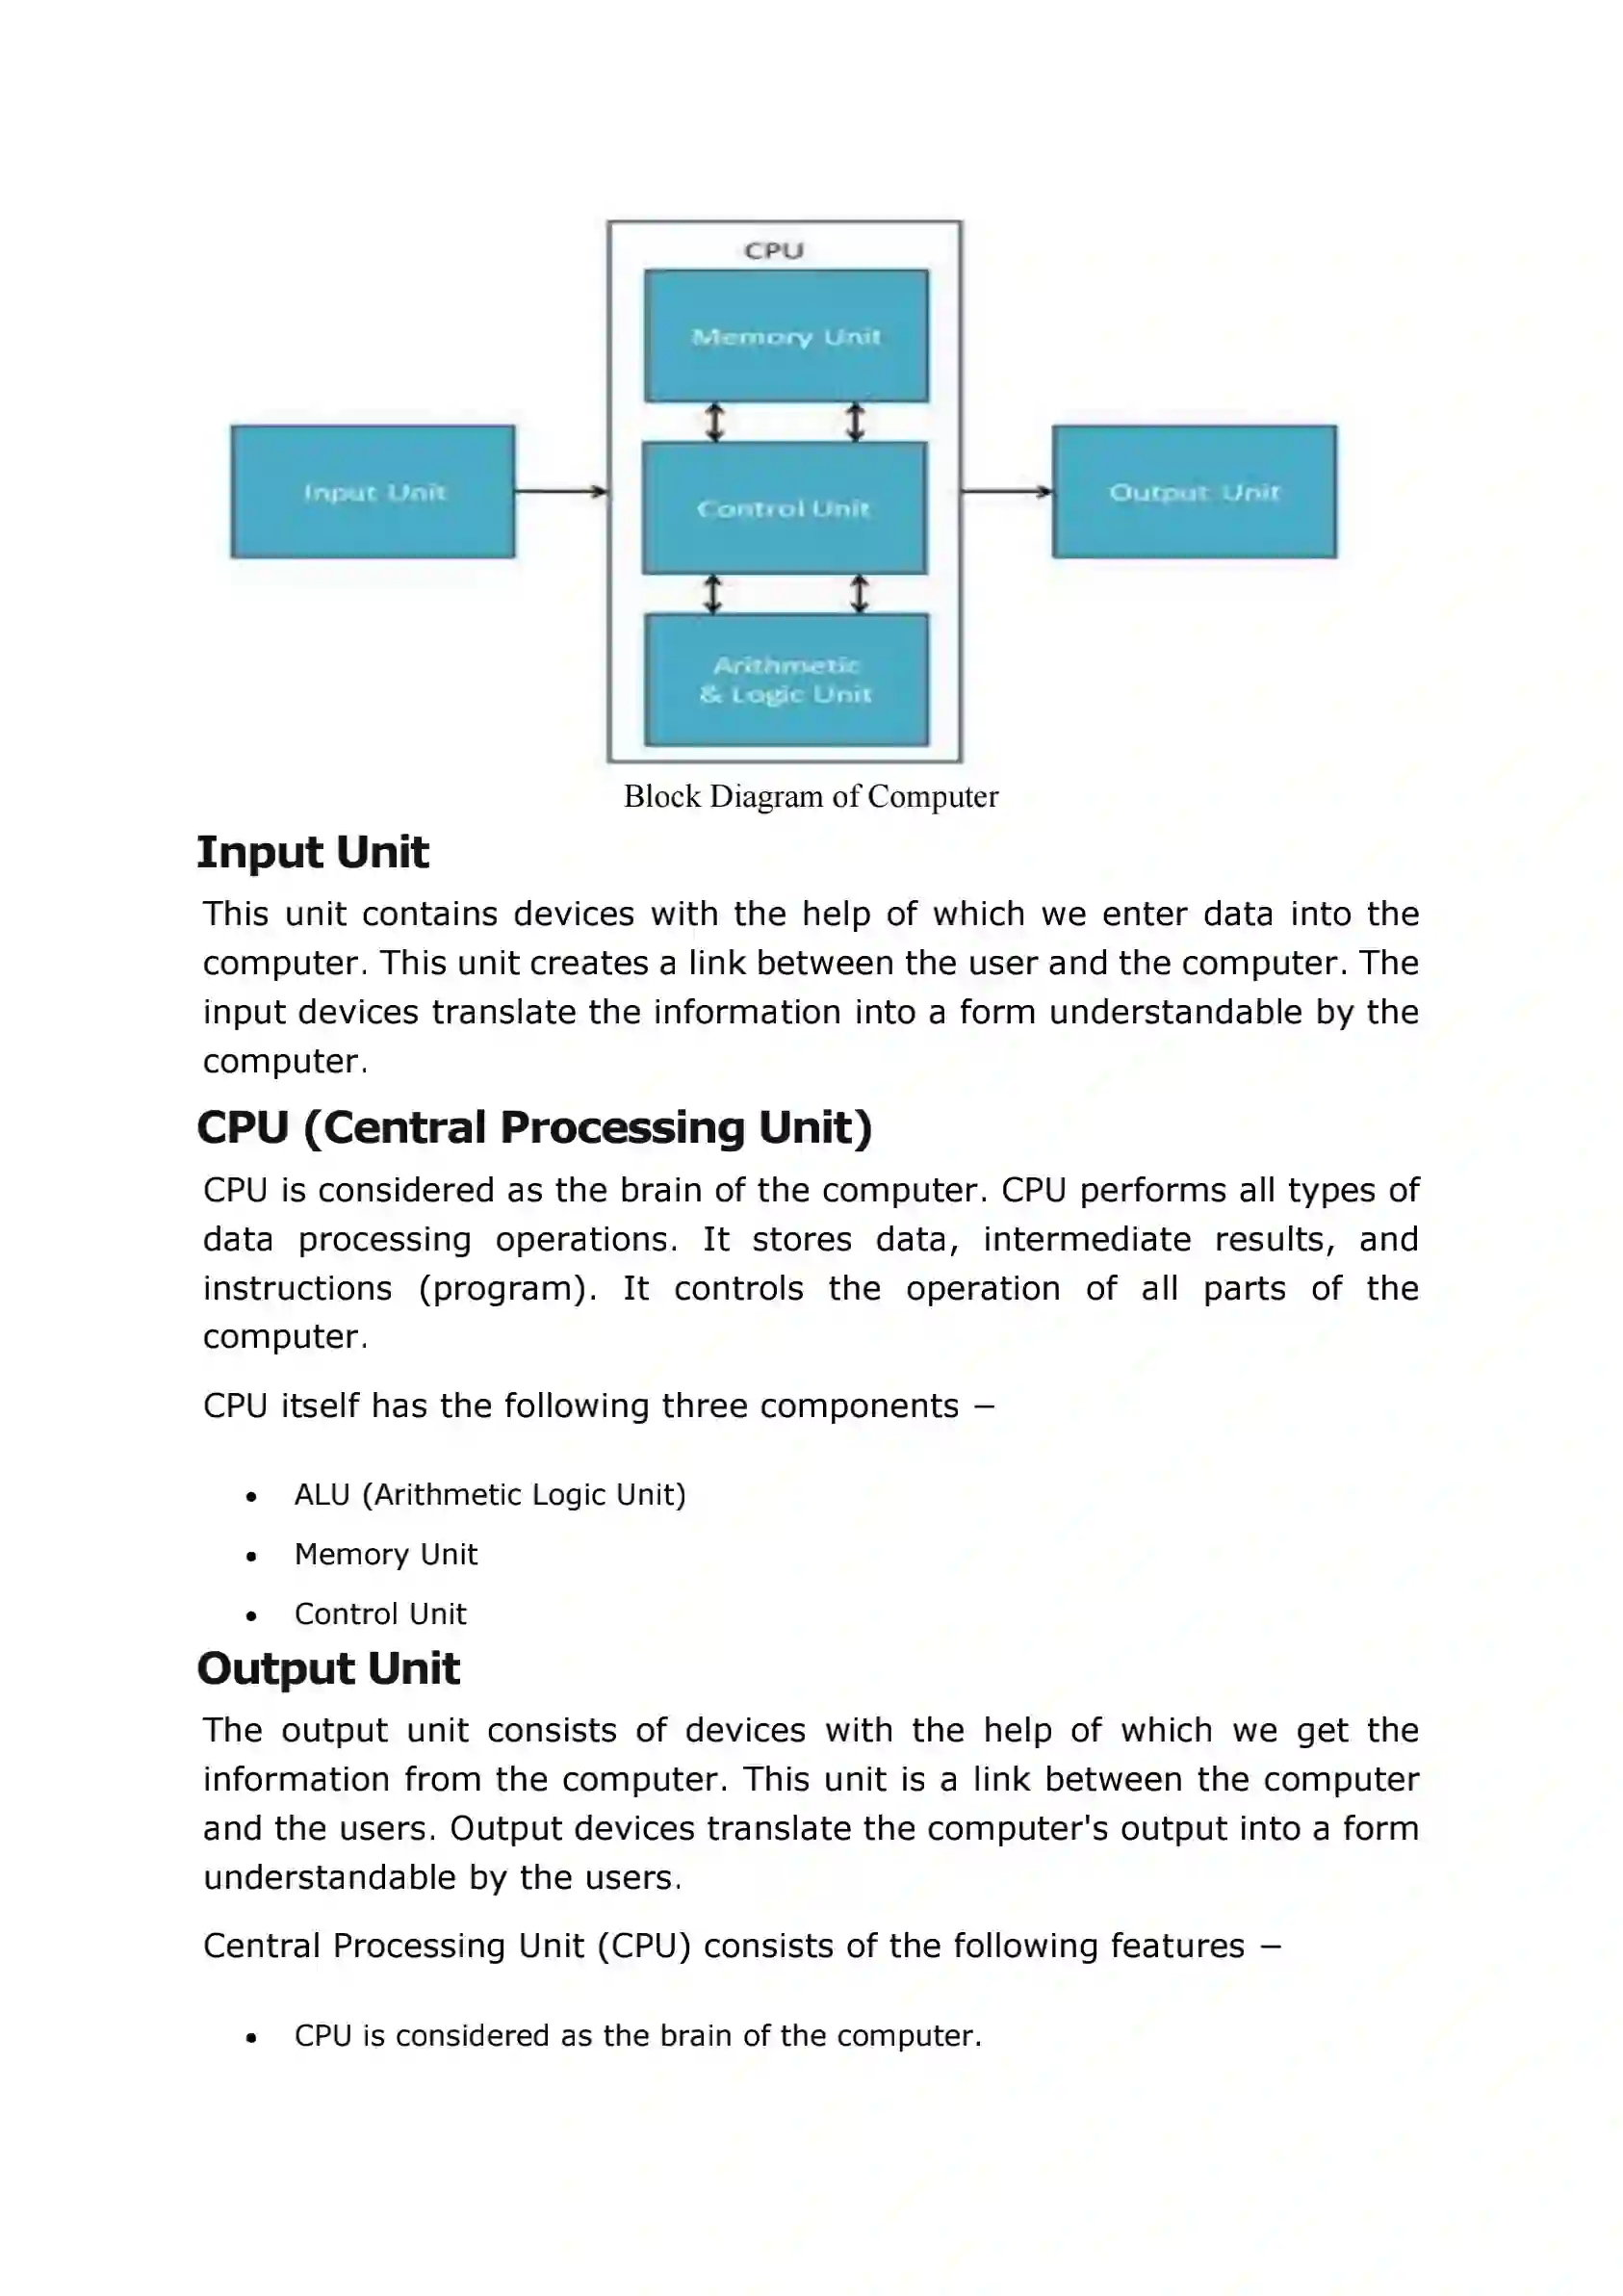 CPU
Memory Unit
Input Unit
Control Unit
Output Unit
Arithmetic
& Logic Unit
Block Diagram of Computer
Input Unit
This unit contains devices with the help of which we enter data into the
computer. This unit creates a link between the user and the computer. The
input devices translate the information into a form understandable by the
computer.
CPU (Central Processing Unit)
CPU is considered as the brain of the computer. CPU performs all types of
data processing operations. It stores data, intermediate results, and
instructions (program). It controls the operation of all parts of the
computer.
CPU itself has the following three components −
• ALU (Arithmetic Logic Unit)
• Memory Unit
• Control Unit
Output Unit
The output unit consists of devices with the help of which we get the
information from the computer. This unit is a link between the computer
and the users. Output devices translate the computer's output into a form
understandable by the users.
Central Processing Unit (CPU) consists of the following features −
• CPU is considered as the brain of the computer.